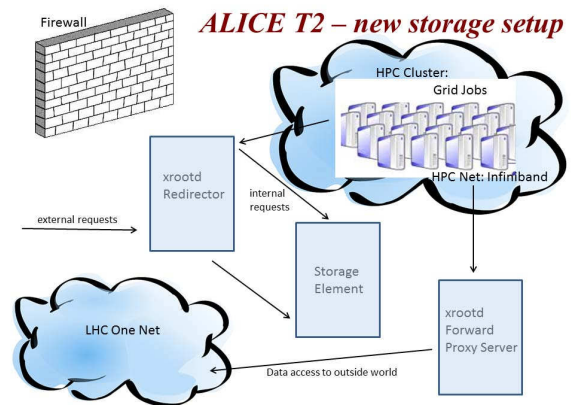 ALICE T2 – new storage setup
Firewall
HPC Cluster:
Grid Jobs
HPC Net: Infiniband
xrootd
Redirector
internal
requests
external requests
Storage
Element
LHC One Net
xrootd
Forward
Proxy Server
Data access to outside world